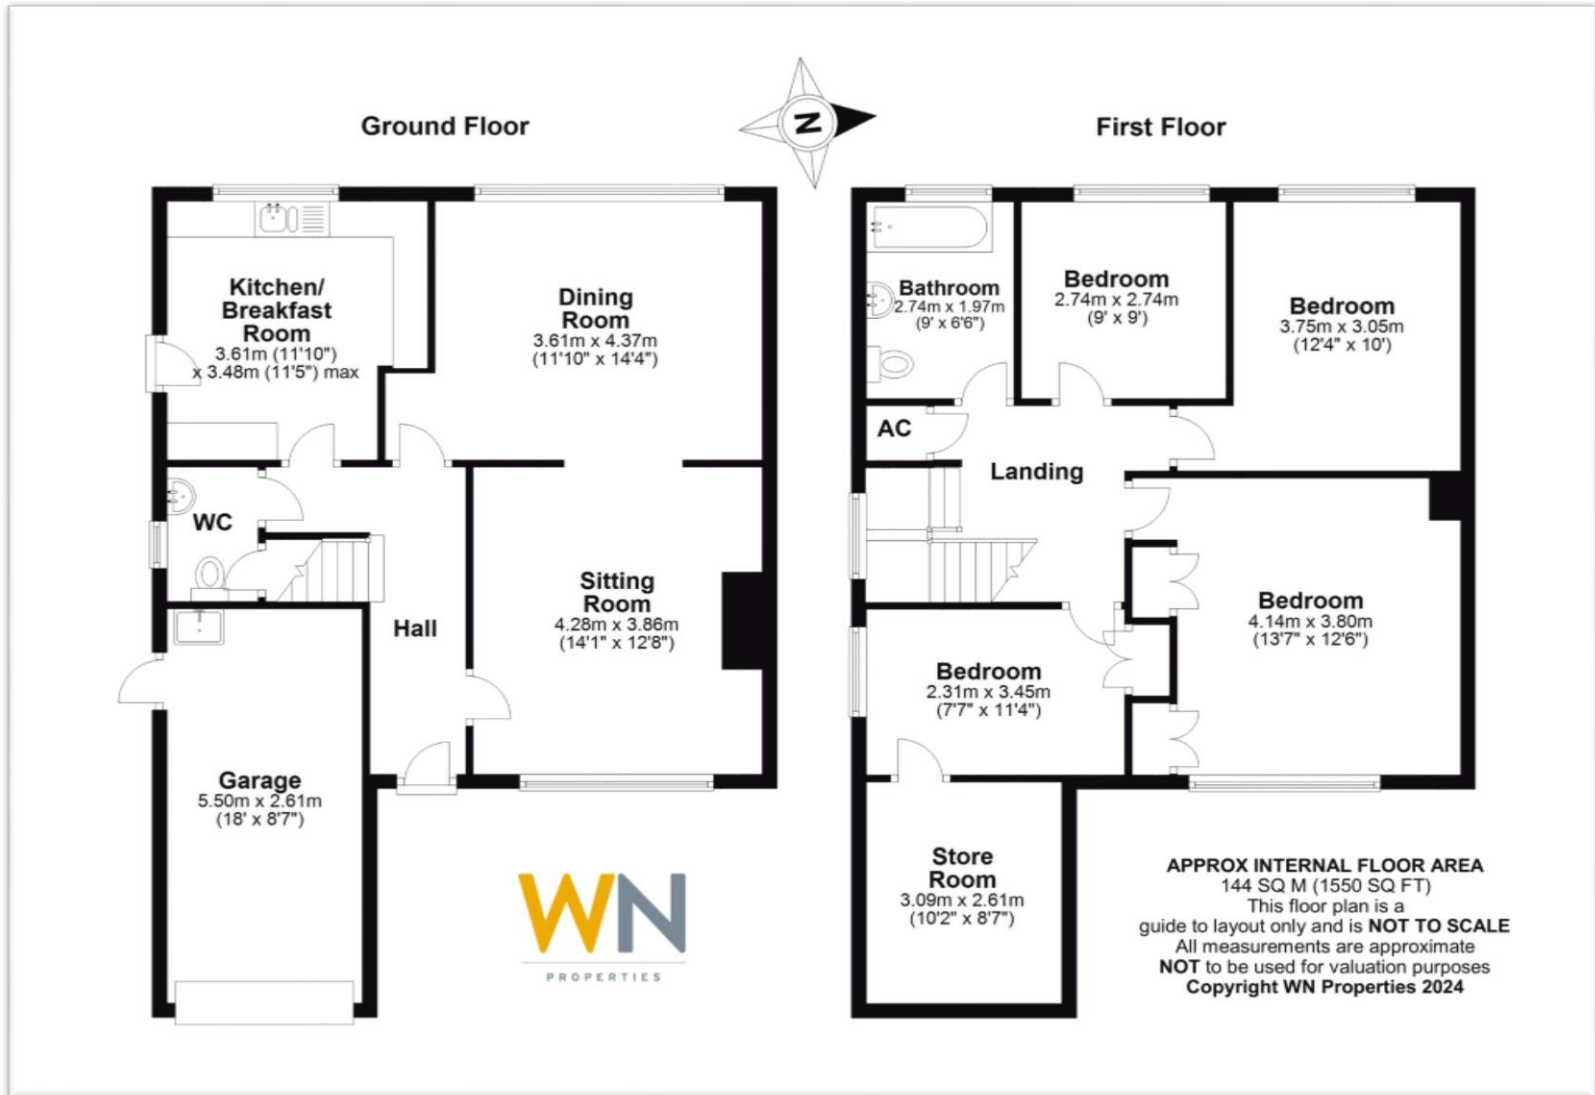 Ground Floor
N
First Floor
Kitchen/
Breakfast
Room
3.61m (11'10")
x 3.48m (11'5") max
Dining
Room
3.61m x 4.37m
(11'10" x 14'4")
WC
Hall
Sitting
Room
4.28m x 3.86m
(14'1" x 12'8")
Garage
5.50m x 2.61m
(18' x 8'7")
Bathroom
2.74m x 1.97m
(9' x 6'6")
Bedroom
2.74m x 2.74m
(9' x 9')
Bedroom
3.75m x 3.05m
(12'4" x 10')
AC
Landing
Bedroom
4.14m x 3.80m
(13'7" x 12'6")
Bedroom
2.31m x 3.45m
(7'7" x 11'4")
Store
Room
3.09m x 2.61m
(10'2" x 8'7")
WN
PROPERTIES
APPROX INTERNAL FLOOR AREA
144 SQ M (1550 SQ FT)
This floor plan is a
guide to layout only and is NOT TO SCALE
All measurements are approximate
NOT to be used for valuation purposes
Copyright WN Properties 2024